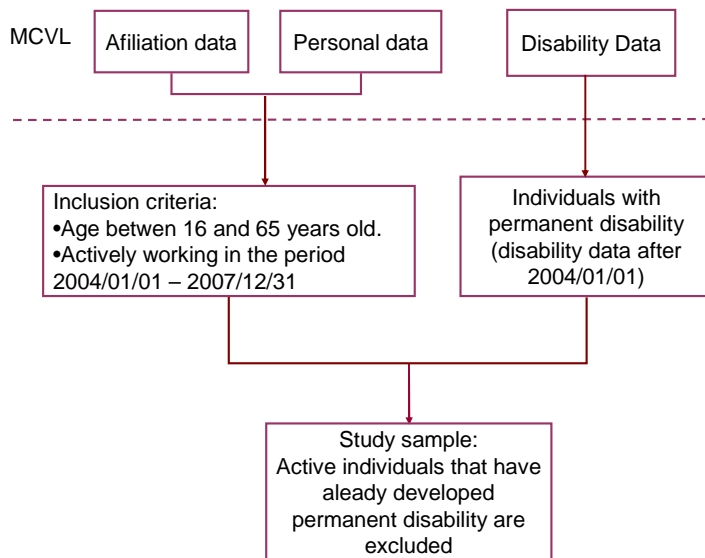 MCVL
Afiliation data
Personal data
Disability Data
Inclusion criteria:
•Age betwen 16 and 65 years old.
•Actively working in the period
2004/01/01 – 2007/12/31
Individuals with
permanent disability
(disability data after
2004/01/01)
Study sample:
Active individuals that have
aleady developed
permanent disability are
excluded